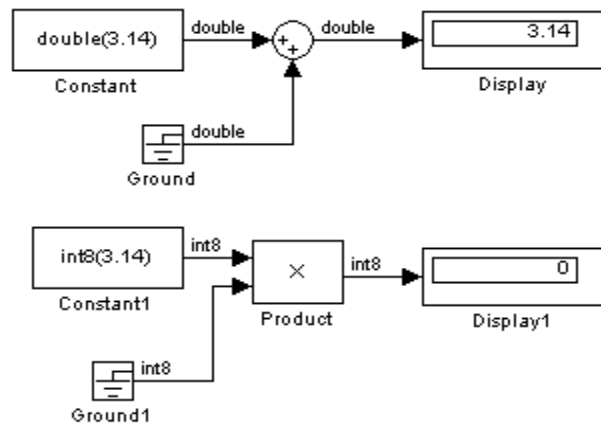 double(3.14)
double
+
+
double
3.14
Constant
Display
double
Ground
int8(3.14)
int8
×
int8
0
Constant1
Product
Display1
int8
Ground1